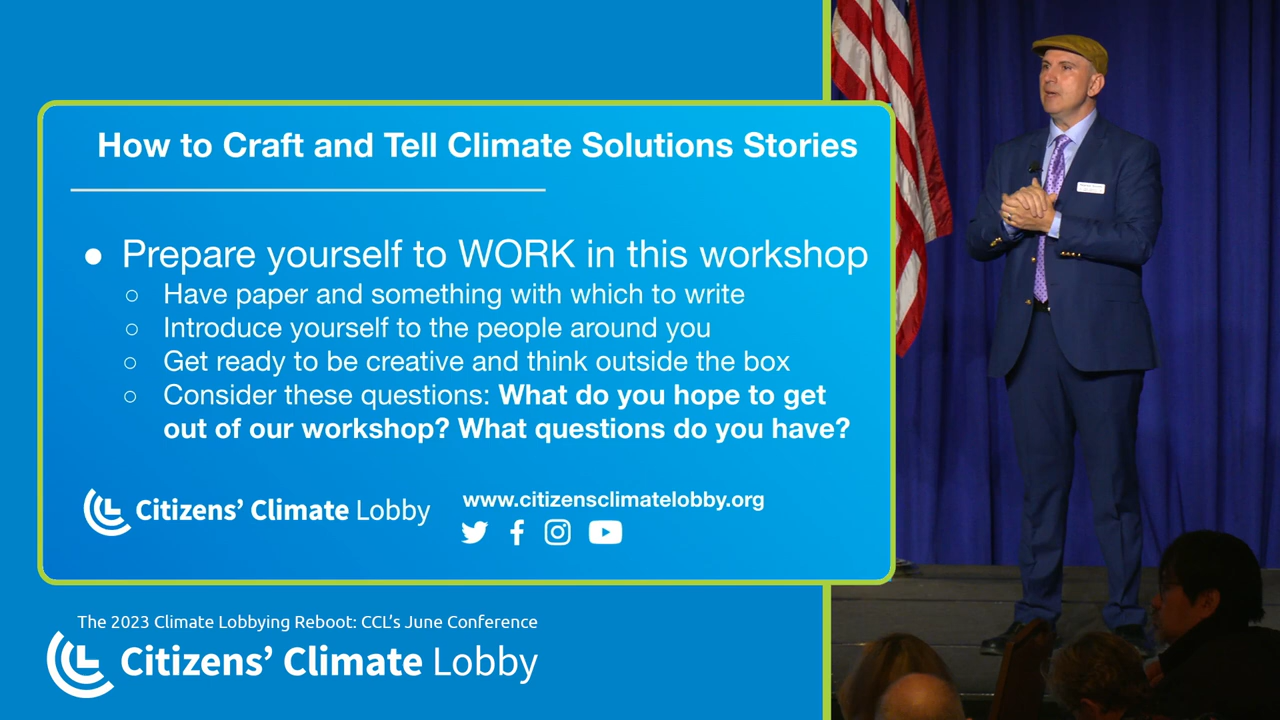 How to Craft and Tell Climate Solutions Stories
● Prepare yourself to WORK in this workshop
○ Have paper and something with which to write
○ Introduce yourself to the people around you
○ Get ready to be creative and think outside the box
○ Consider these questions: What do you hope to get
out of our workshop? What questions do you have?
Citizens’ Climate Lobby
www.citizensclimatelobby.org
The 2023 Climate Lobbying Reboot: CCL’s June Conference
Citizens’ Climate Lobby